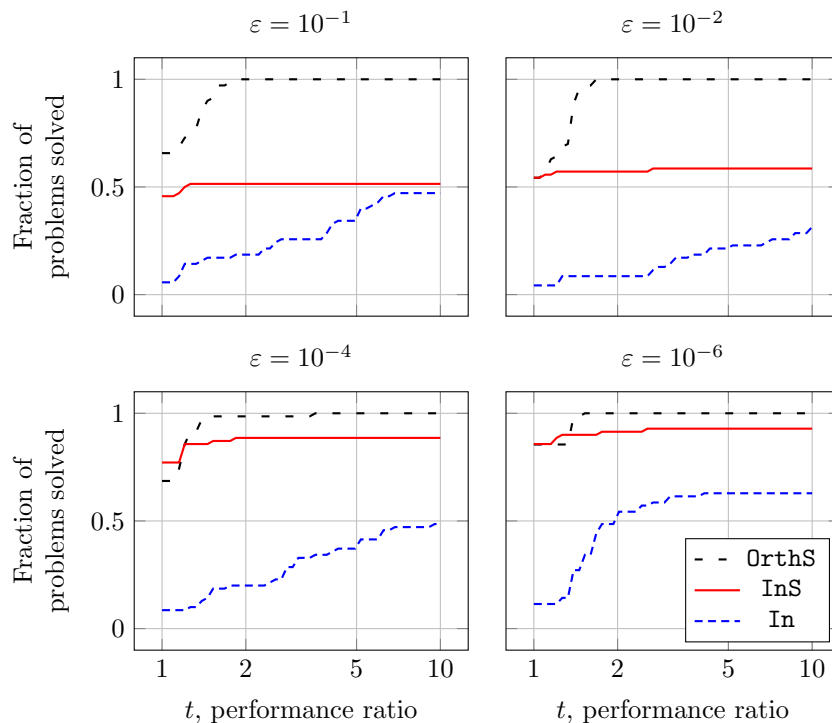 ε = 10⁻¹
ε = 10⁻²
Fraction of
problems solved
1
0.5
0
ε = 10⁻⁴
ε = 10⁻⁶
Fraction of
problems solved
1
0.5
0
OrthS
InS
In
1 2 5 10
1 2 5 10
t, performance ratio
t, performance ratio